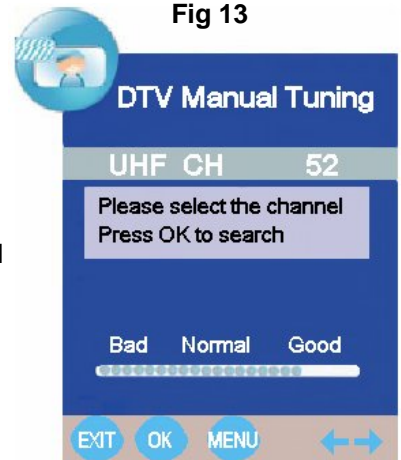 Fig 13
DTV Manual Tuning
UHF CH 52
Please select the channel
Press OK to search
Bad Normal Good
EXIT OK MENU